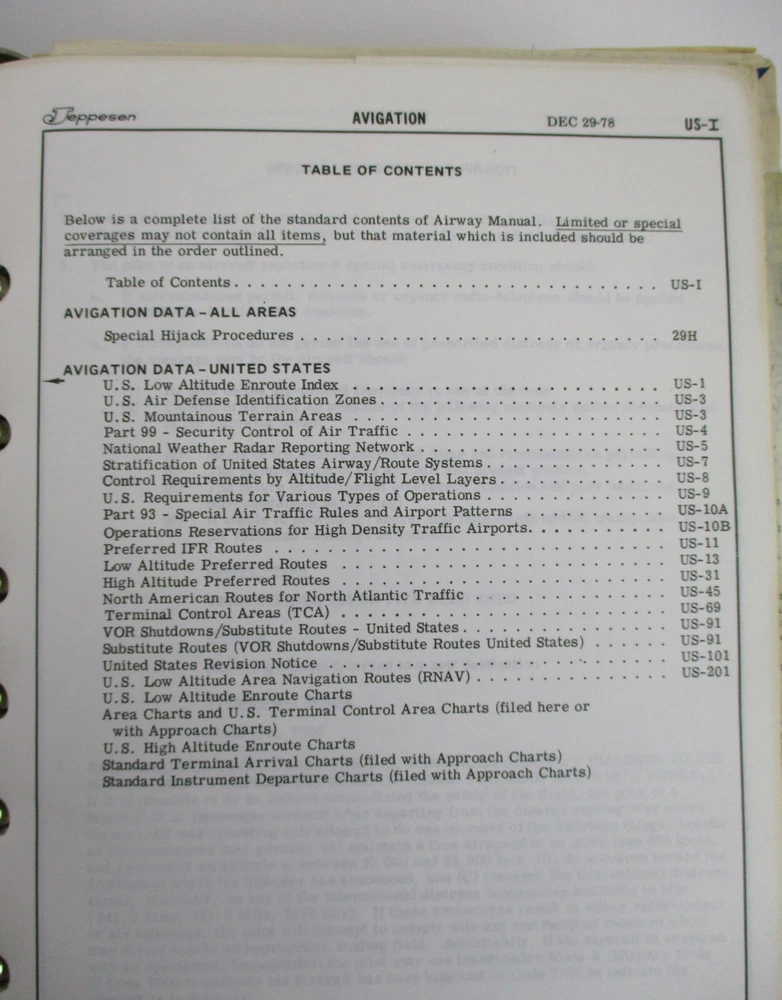 Jeppesen AVIGATION DEC 29-78 US-I
TABLE OF CONTENTS
Below is a complete list of the standard contents of Airway Manual. Limited or special
coverages may not contain all items, but that material which is included should be
arranged in the order outlined.
Table of Contents . . . . . . . . . . . . . . . . . . . . . . . . . . . . . . . . US-I
AVIGATION DATA - ALL AREAS
Special Hijack Procedures . . . . . . . . . . . . . . . . . . . . . . . . . . . . 29H
AVIGATION DATA - UNITED STATES
U.S. Low Altitude Enroute Index . . . . . . . . . . . . . . . . . . . . . . . . US-1
U.S. Air Defense Identification Zones . . . . . . . . . . . . . . . . . . . . . . US-3
U.S. Mountainous Terrain Areas . . . . . . . . . . . . . . . . . . . . . . . . US-3
Part 99 - Security Control of Air Traffic . . . . . . . . . . . . . . . . . . . . US-4
National Weather Radar Reporting Network . . . . . . . . . . . . . . . . . . . US-5
Stratification of United States Airway/Route Systems . . . . . . . . . . . . . . US-7
Control Requirements by Altitude/Flight Level Layers . . . . . . . . . . . . . US-8
U.S. Requirements for Various Types of Operations . . . . . . . . . . . . . . US-9
Part 93 - Special Air Traffic Rules and Airport Patterns . . . . . . . . . . . US-10A
Operations Reservations for High Density Traffic Airports . . . . . . . . . . . US-10B
Preferred IFR Routes . . . . . . . . . . . . . . . . . . . . . . . . . . . . . . US-11
Low Altitude Preferred Routes . . . . . . . . . . . . . . . . . . . . . . . . . US-13
High Altitude Preferred Routes . . . . . . . . . . . . . . . . . . . . . . . . . US-31
North American Routes for North Atlantic Traffic . . . . . . . . . . . . . . . US-45
Terminal Control Areas (TCA) . . . . . . . . . . . . . . . . . . . . . . . . . US-69
VOR Shutdowns/Substitute Routes - United States . . . . . . . . . . . . . . . . US-91
Substitute Routes (VOR Shutdowns/Substitute Routes United States) . . . . . . US-91
United States Revision Notice . . . . . . . . . . . . . . . . . . . . . . . . . . US-101
U.S. Low Altitude Area Navigation Routes (RNAV) . . . . . . . . . . . . . . . US-201
U.S. Low Altitude Enroute Charts
Area Charts and U.S. Terminal Control Area Charts (filed here or
with Approach Charts)
U.S. High Altitude Enroute Charts
Standard Terminal Arrival Charts (filed with Approach Charts)
Standard Instrument Departure Charts (filed with Approach Charts)